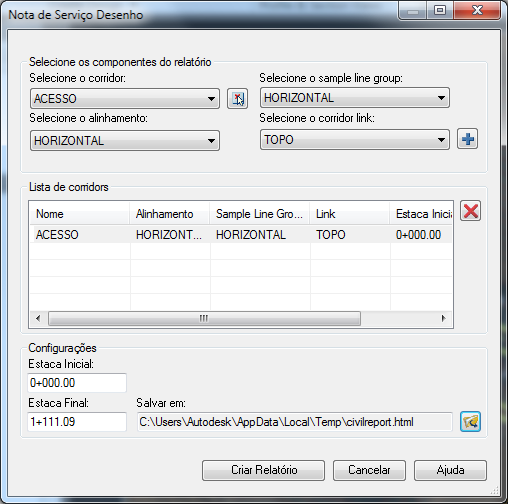 Nota de Serviço Desenho
Selecione os componentes do relatório
Selecione o corridor:
ACESSO
Selecione o sample line group:
HORIZONTAL
Selecione o alinhamento:
HORIZONTAL
Selecione o corridor link:
TOPO
Lista de corridors
Nome Alinhamento Sample Line Gro... Link Estaca Inicia
ACESSO HORIZONT... HORIZONTAL TOPO 0+000.00
Configurações
Estaca Inicial:
0+000.00
Estaca Final: Salvar em:
1+111.09 C:\Users\Autodesk\AppData\Local\Temp\civilreport.html
Criar Relatório Cancelar Ajuda